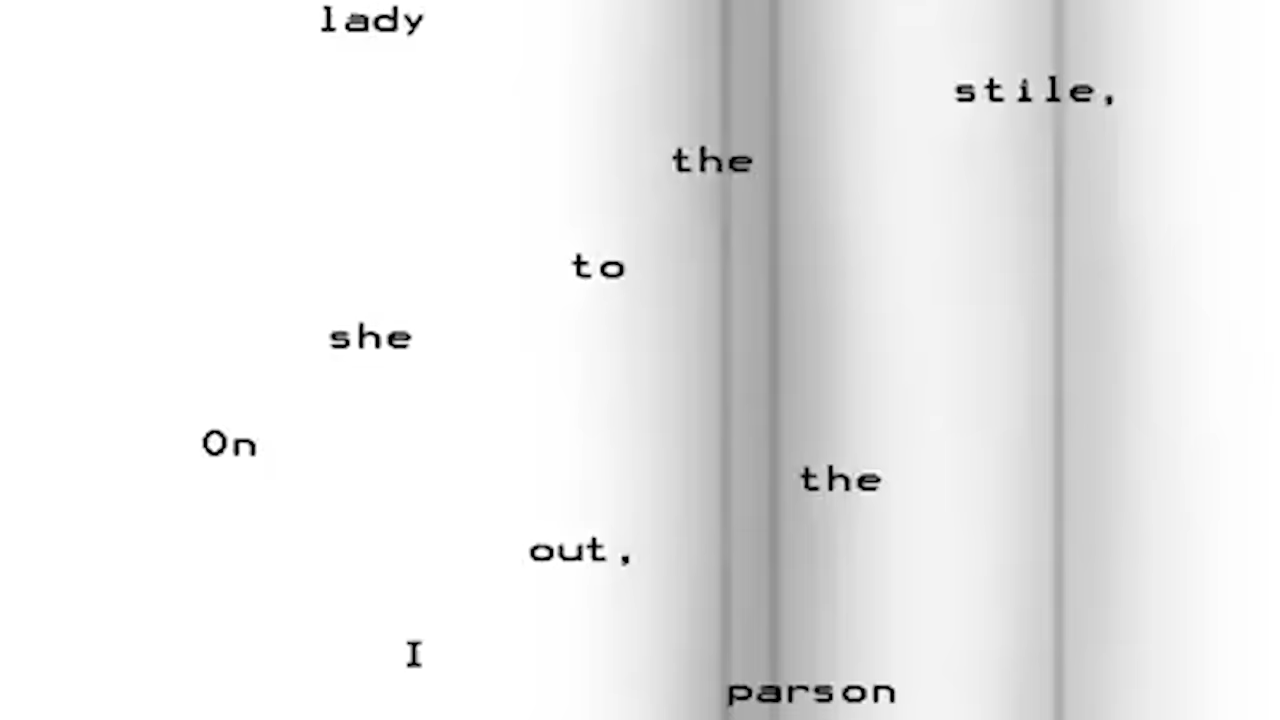 lady
stile,
the
to
she
On
the
out,
I
parson